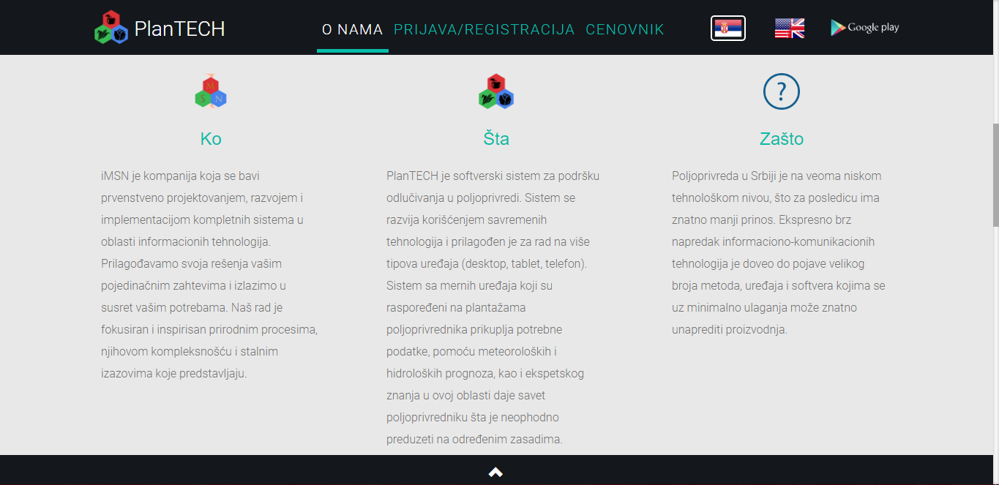 PlanTECH
O NAMA
PRIJAVA/REGISTRACIJA
CENOVNIK
Google play
M
S N
?
Ko
iMSN je kompanija koja se bavi
prvenstveno projektovanjem, razvojem i
implementacijom kompletnih sistema u
oblasti informacionih tehnologija.
Prilagođavamo svoja rešenja vašim
pojedinačnim zahtevima i izlazimo u
susret vašim potrebama. Naš rad je
fokusiran i inspirisan prirodnim procesima,
njihovom kompleksnošću i stalnim
izazovima koje predstavljaju.
Šta
PlanTECH je softverski sistem za podršku
odlučivanja u poljoprivredi. Sistem se
razvija korišćenjem savremenih
tehnologija i prilagođen je za rad na više
tipova uređaja (desktop, tablet, telefon).
Sistem sa mernih uređaja koji su
raspoređeni na plantažama
poljoprivrednika prikuplja potrebne
podatke, pomoću meteoroloških i
hidroloških prognoza, kao i ekspetskog
znanja u ovoj oblasti daje savet
poljoprivredniku šta je neophodno
preduzeti na određenim zasadima.
Zašto
Poljoprivreda u Srbiji je na veoma niskom
tehnološkom nivou, što za posledicu ima
znatno manji prinos. Ekspresno brz
napredak informaciono-komunikacionih
tehnologija je doveo do pojave velikog
broja metoda, uređaja i softvera kojima se
uz minimalno ulaganja može znatno
unaprediti proizvodnja.